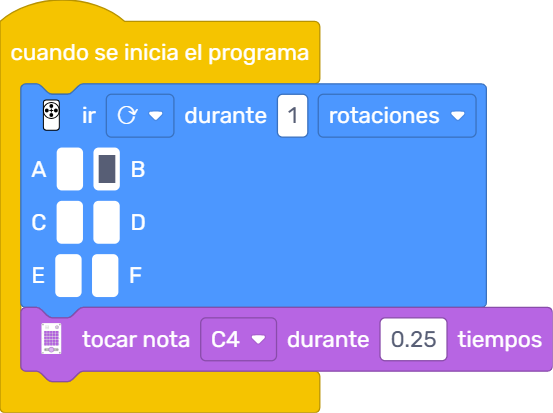 cuando se inicia el programa
ir durante 1 rotaciones
A B
C D
E F
tocar nota C4 durante 0.25 tiempos